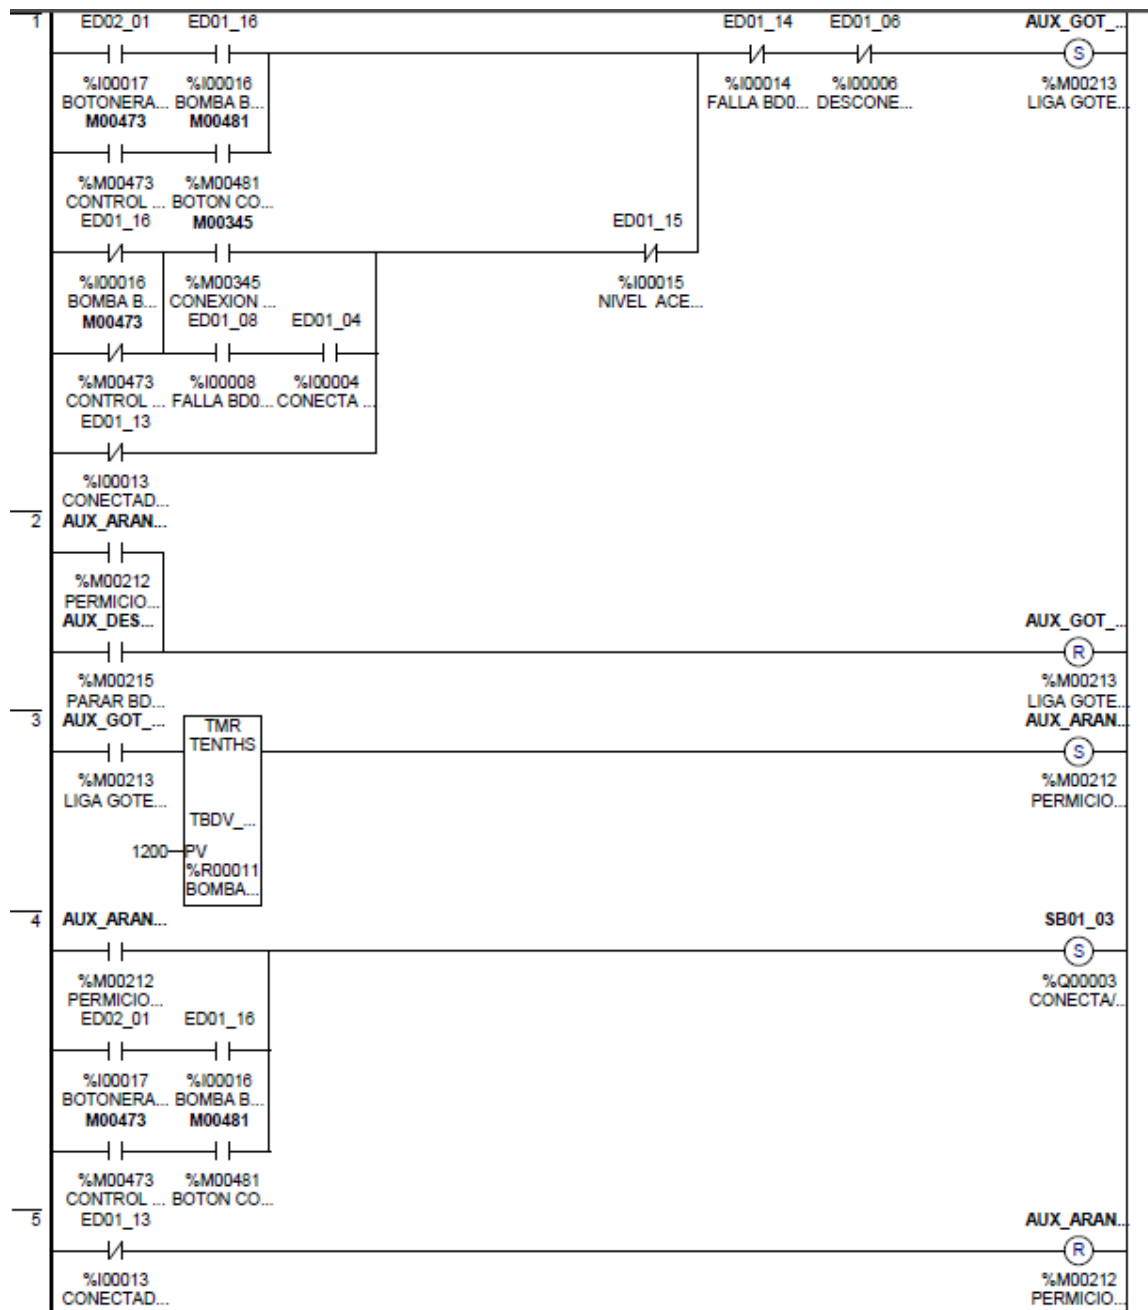 1
ED02_01 ED01_16 ED01_14 ED01_06 AUX_GOT_...
S
%I00017 %I00016 %I00014 %I00006 %M00213
BOTONERA... BOMBA B... FALLA BD0... DESCONE... LIGA GOTE...
M00473 M00481
%M00473 %M00481
CONTROL ... BOTON CO...
ED01_16 M00345 ED01_15
%I00016 %M00345 %I00015
BOMBA B... CONEXION ... NIVEL ACE...
M00473 ED01_08 ED01_04
%M00473 %I00008 %I00004
CONTROL ... FALLA BD0... CONECTA ...
ED01_13
%I00013
CONECTAD...
2 AUX_ARAN...
%M00212
PERMICIO...
AUX_DES... AUX_GOT_...
R
%M00215 %M00213
PARAR BD... LIGA GOTE...
3 AUX_GOT_... TMR AUX_ARAN...
TENTHS
S
%M00213 %M00212
LIGA GOTE... PERMICIO...
TBDV_...
1200 PV
%R00011
BOMBA...
4 AUX_ARAN... SB01_03
S
%M00212 %Q00003
PERMICIO... CONECTA/...
ED02_01 ED01_16
%I00017 %I00016
BOTONERA... BOMBA B...
M00473 M00481
%M00473 %M00481
CONTROL ... BOTON CO...
5 ED01_13 AUX_ARAN...
R
%I00013 %M00212
CONECTAD... PERMICIO...